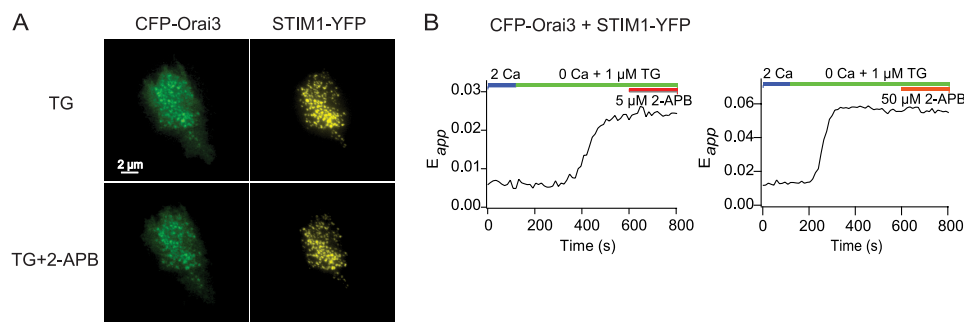 A
CFP-Orai3
STIM1-YFP
TG
2 µm
TG+2-APB
B
CFP-Orai3 + STIM1-YFP
2 Ca
0 Ca + 1 µM TG
5 µM 2-APB
0.03
0.02
0.01
0.00
Eapp
0
200
400
600
800
Time (s)
2 Ca
0 Ca + 1 µM TG
50 µM 2-APB
0.06
0.04
0.02
0.00
Eapp
0
200
400
600
800
Time (s)